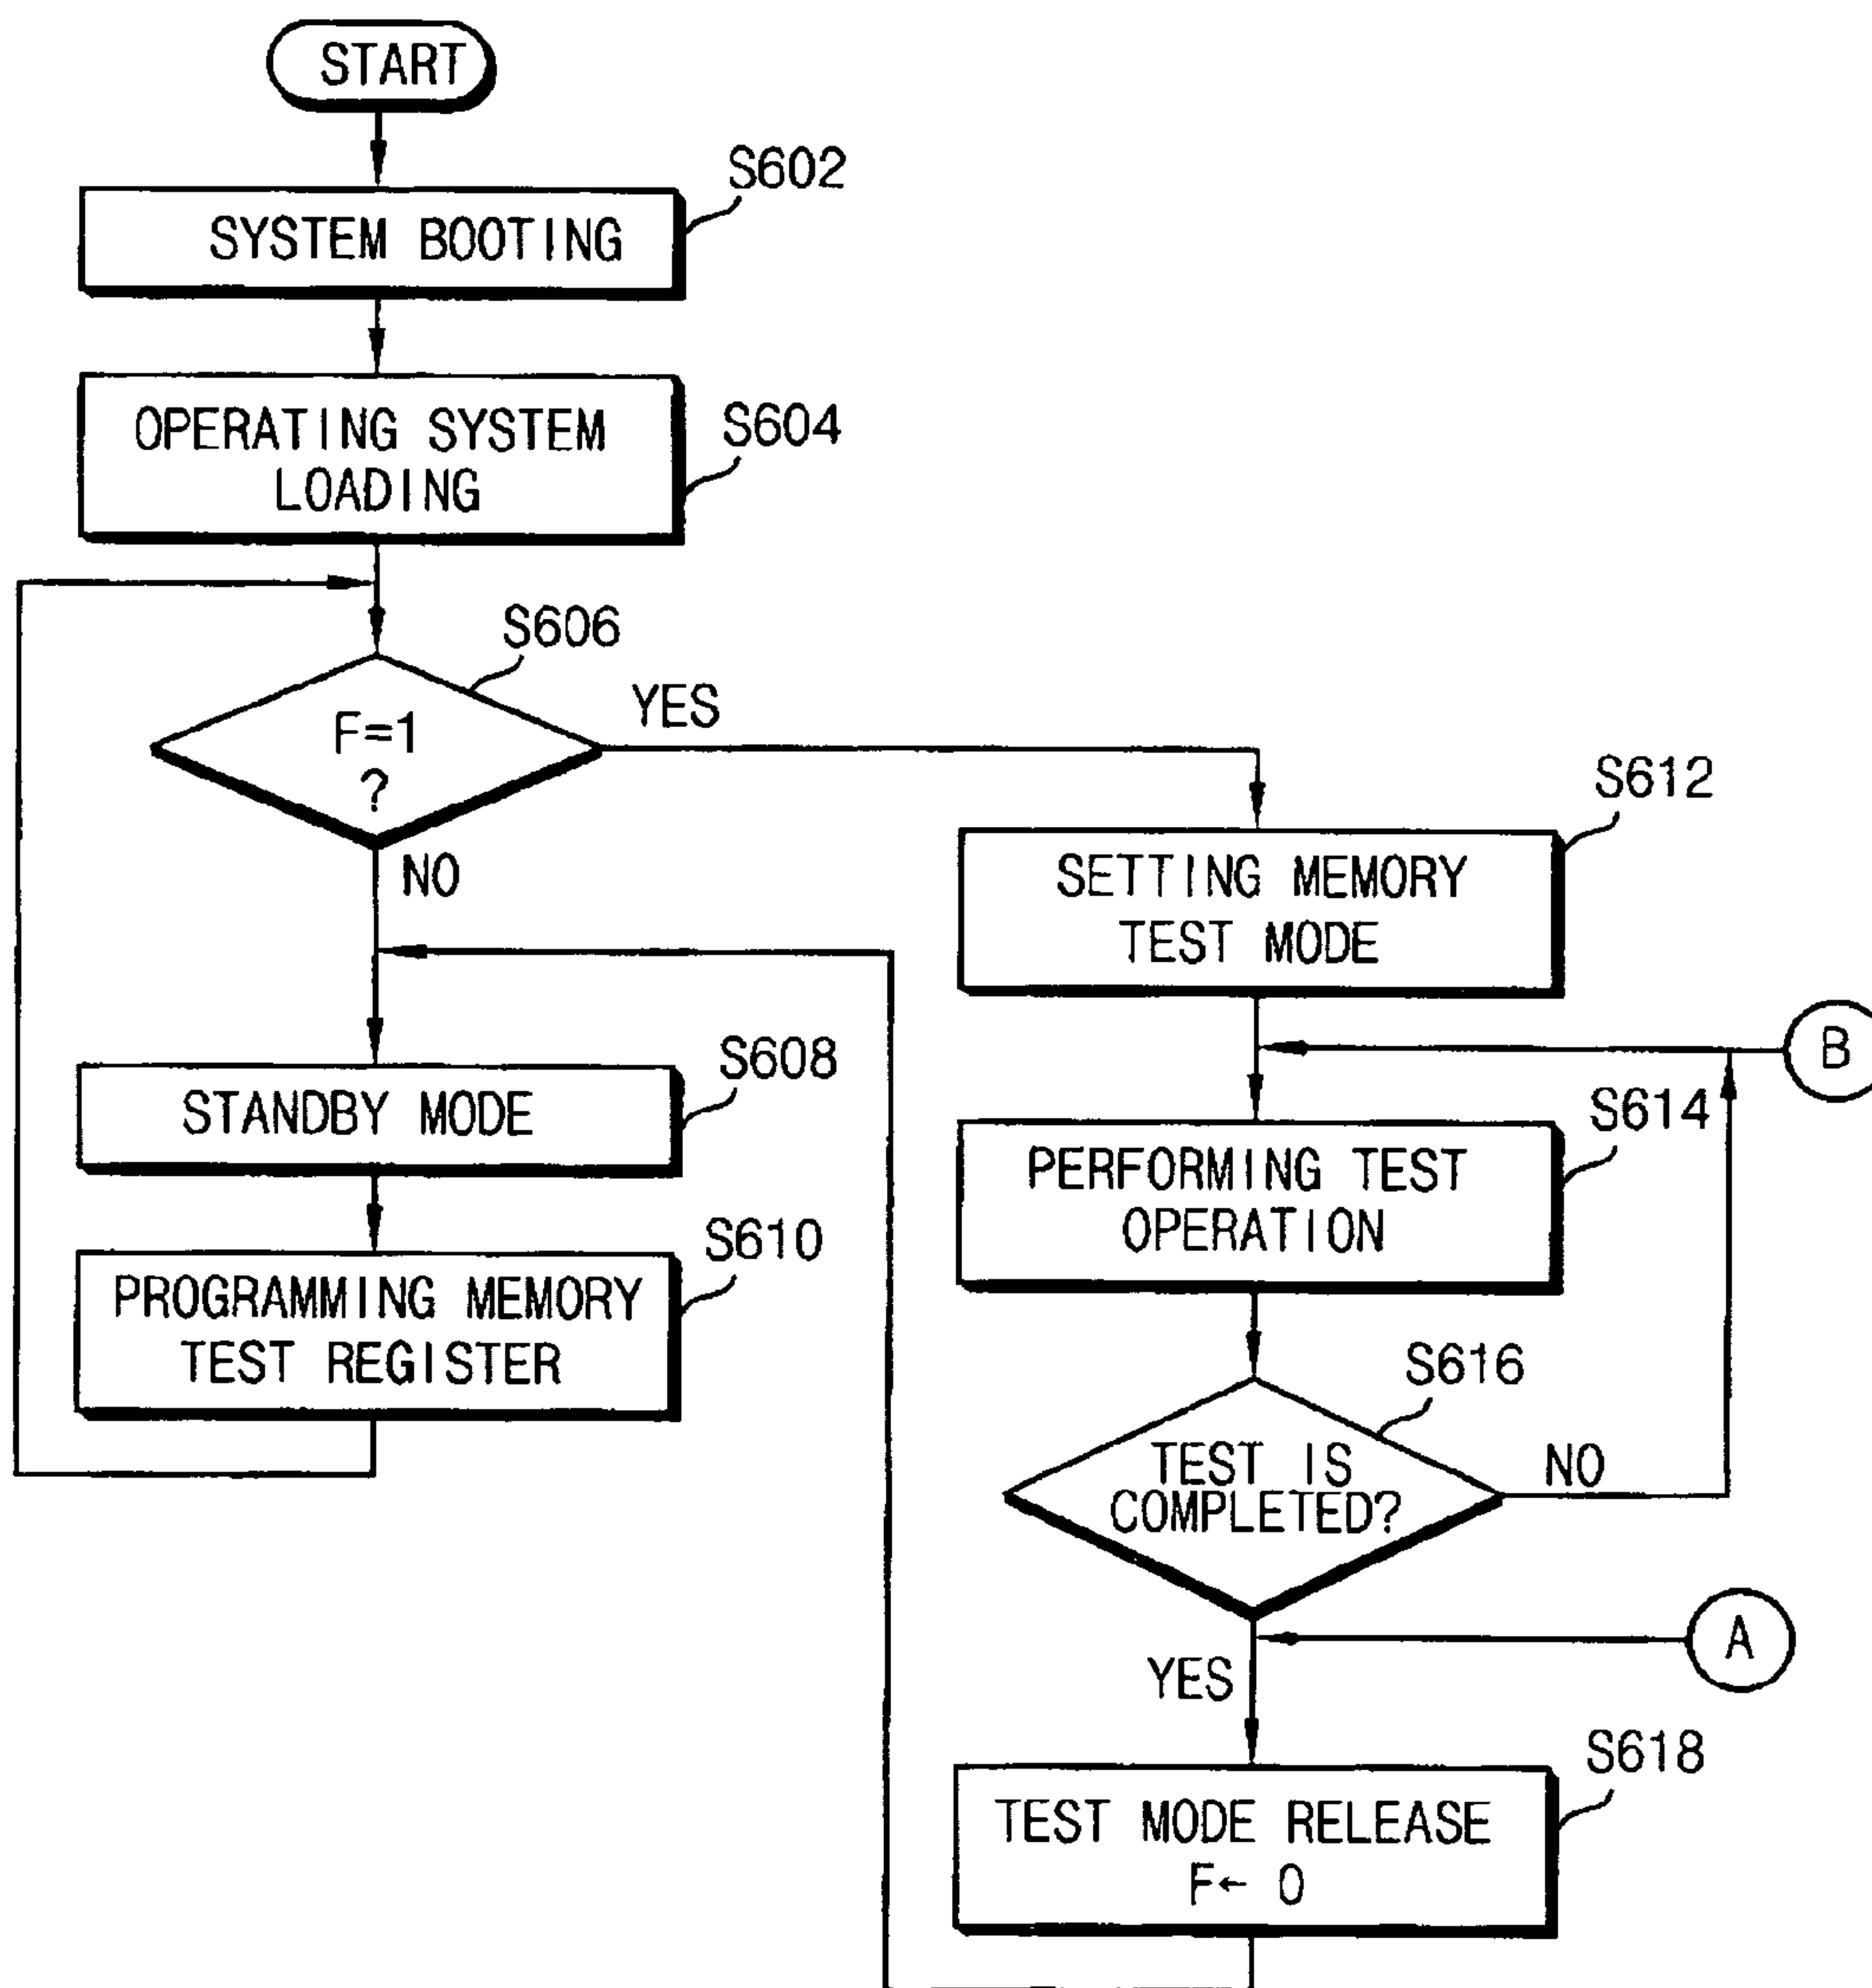 START
S602
SYSTEM BOOTING
S604
OPERATING SYSTEM
LOADING
S606
F=1
?
YES
NO
S608
STANDBY MODE
S610
PROGRAMMING MEMORY
TEST REGISTER
S612
SETTING MEMORY
TEST MODE
B
S614
PERFORMING TEST
OPERATION
S616
TEST IS
COMPLETED?
NO
A
YES
S618
TEST MODE RELEASE
F← 0